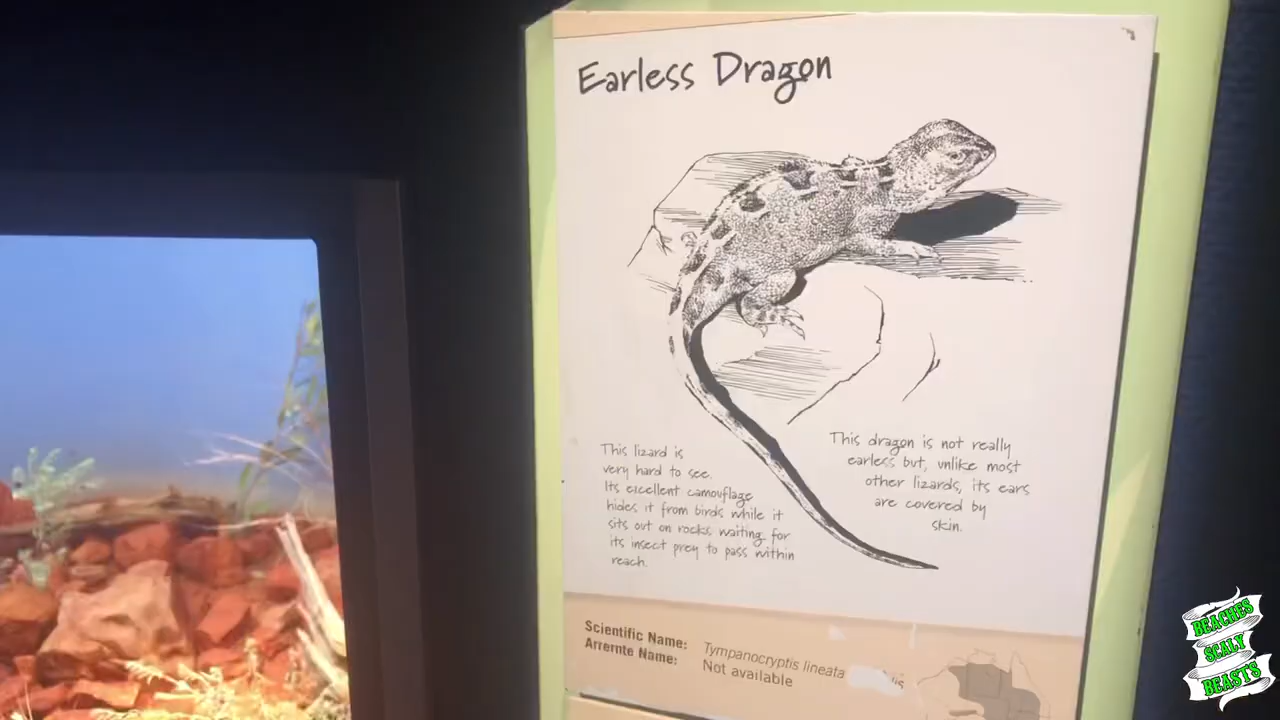 Earless Dragon
This lizard is
very hard to see.
Its excellent camouflage
hides it from birds while it
sits out on rocks waiting for
its insect prey to pass within
reach.
This dragon is not really
earless but, unlike most
other lizards, its ears
are covered by
skin.
Scientific Name: Tympanocryptis lineata
Arrernte Name: Not available
BEACHES
SCALY
BEASTS